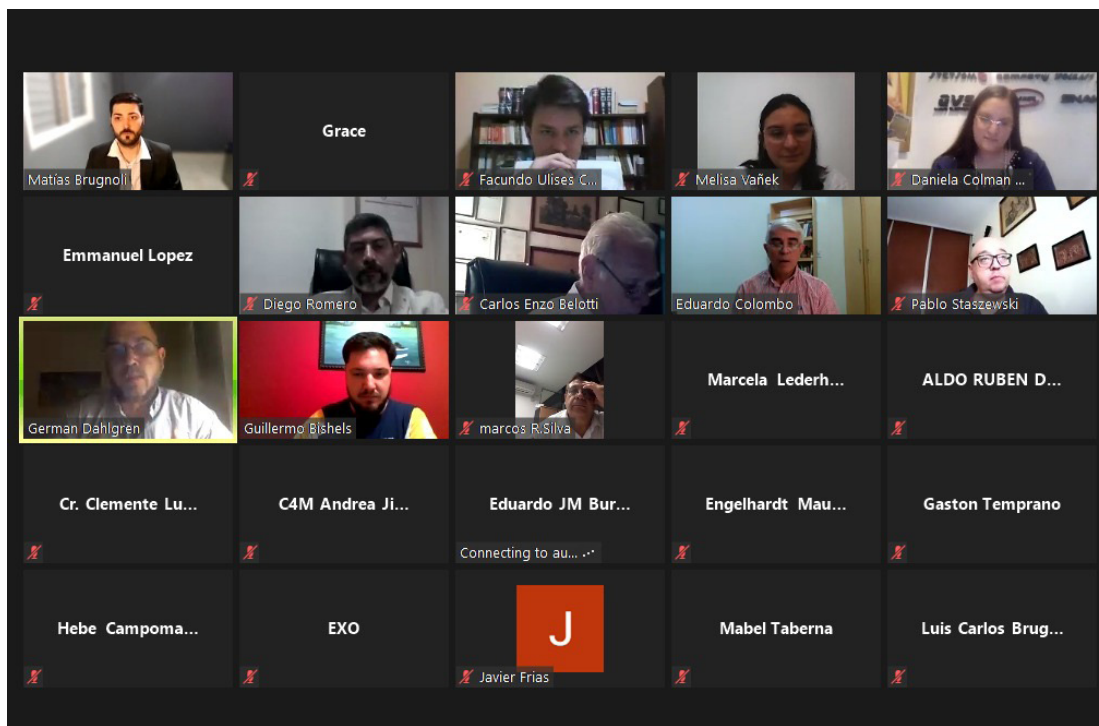 Matías Brugnoli
Grace
Facundo Ulises C...
Melisa Vañek
Daniela Colman ...
Emmanuel Lopez
Diego Romero
Carlos Enzo Belotti
Eduardo Colombo
Pablo Staszewski
German Dahlgren
Guillermo Bishels
marcos R.Silva
Marcela Lederh...
ALDO RUBEN D...
Cr. Clemente Lu...
C4M Andrea Ji...
Eduardo JM Bur...
Connecting to au...
Engelhardt Mau...
Gaston Temprano
Hebe Campoma...
EXO
J
Javier Frias
Mabel Taberna
Luis Carlos Brug...